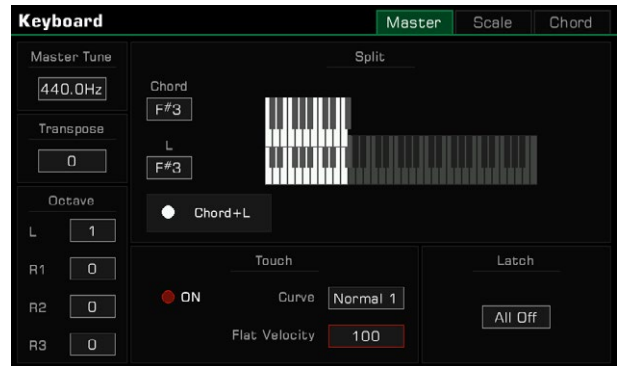 Keyboard
Master Scale Chord
Master Tune
440.0Hz
Transpose
0
Octave
L 1
R1 0
R2 0
R3 0
Split
Chord
F#3
L
F#3
Chord+L
Touch
ON
Curve Normal 1
Flat Velocity 100
Latch
All Off